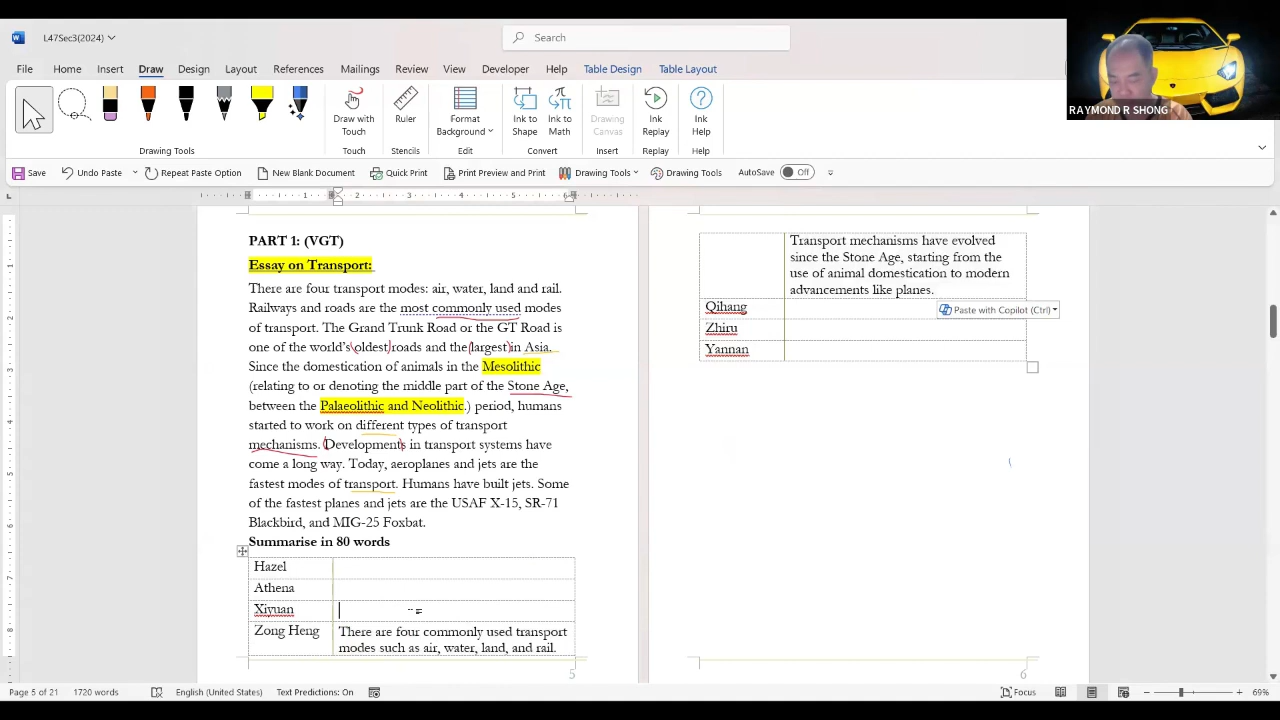 L47Sec3(2024)
Search
File Home Insert Draw Design Layout References Mailings Review View Developer Help Table Design Table Layout
RAYMOND R SHONG
Draw with Touch
Ruler
Format Background
Ink to Shape
Ink to Math
Drawing Canvas
Ink Replay
Ink Help
Drawing Tools Touch Stencils Edit Convert Insert Replay Help
Save Undo Paste Repeat Paste Option New Blank Document Quick Print Print Preview and Print Drawing Tools Drawing Tools AutoSave Off
PART 1: (VGT)
Essay on Transport:
There are four transport modes: air, water, land and rail.
Railways and roads are the most commonly used modes
of transport. The Grand Trunk Road or the GT Road is
one of the world's oldest roads and the largest in Asia.
Since the domestication of animals in the Mesolithic
(relating to or denoting the middle part of the Stone Age,
between the Palaeolithic and Neolithic.) period, humans
started to work on different types of transport
mechanisms. Developments in transport systems have
come a long way. Today, aeroplanes and jets are the
fastest modes of transport. Humans have built jets. Some
of the fastest planes and jets are the USAF X-15, SR-71
Blackbird, and MIG-25 Foxbat.
Summarise in 80 words
Hazel
Athena
Xiyuan
Zong Heng There are four commonly used transport
modes such as air, water, land, and rail.
5
Transport mechanisms have evolved
since the Stone Age, starting from the
use of animal domestication to modern
advancements like planes.
Qihang
Paste with Copilot (Ctrl)
Zhiru
Yannan
6
Page 5 of 21 1720 words English (United States) Text Predictions: On Focus 69%